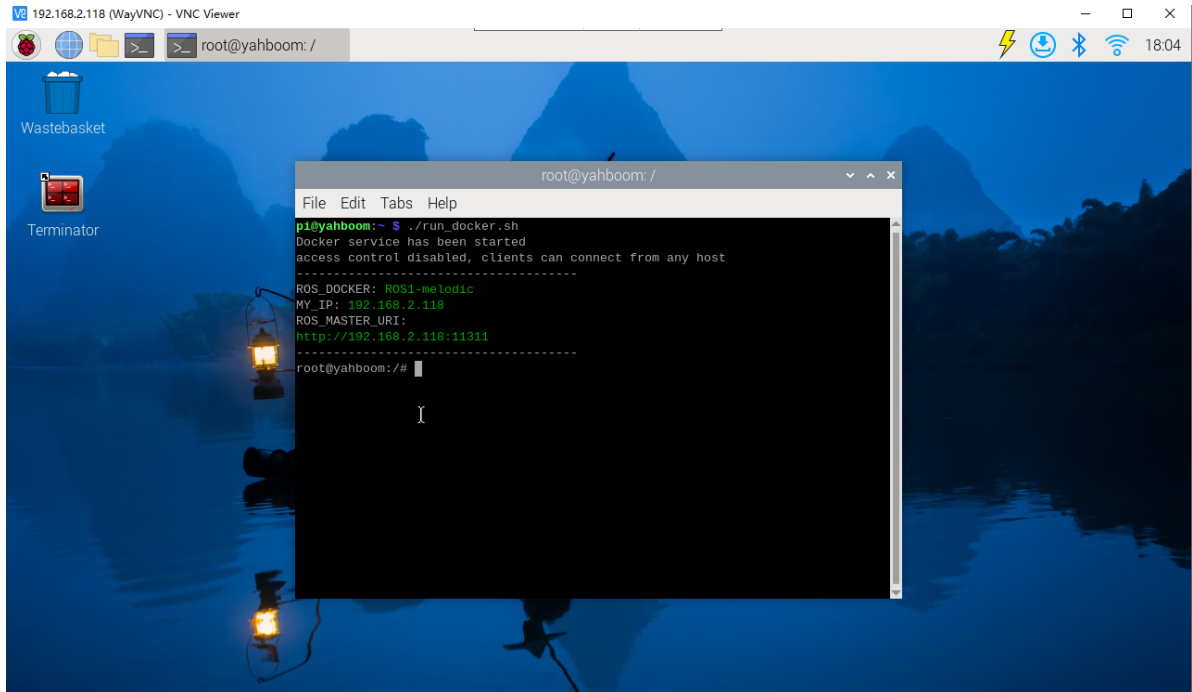 192.168.2.118 (WayVNC) - VNC Viewer
root@yahboom: /
18:04
Wastebasket
Terminator
root@yahboom: /
File Edit Tabs Help
pi@yahboom:~ $ ./run_docker.sh
Docker service has been started
access control disabled, clients can connect from any host
--------------------------------------
ROS_DOCKER: ROS1-melodic
MY_IP: 192.168.2.118
ROS_MASTER_URI:
http://192.168.2.118:11311
--------------------------------------
root@yahboom:/#